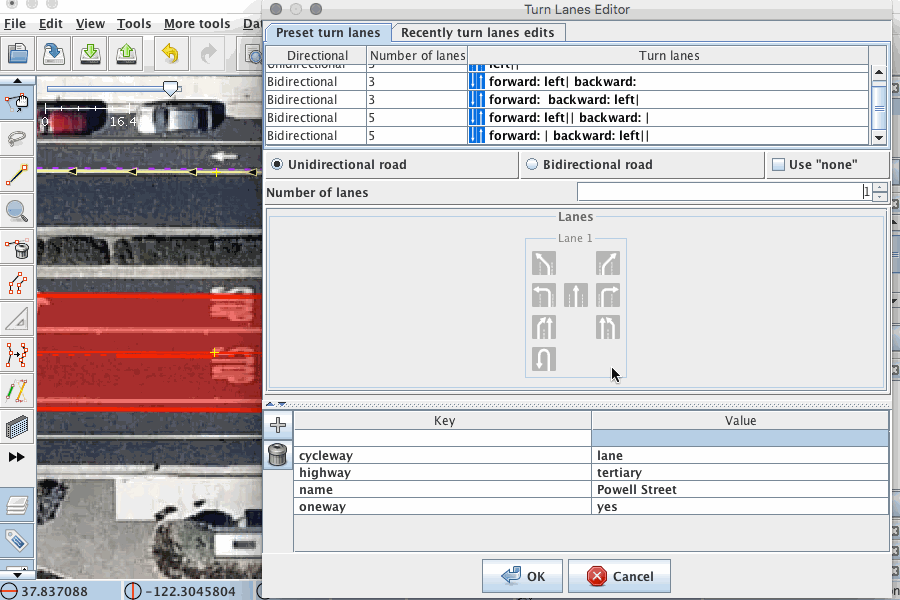 Turn Lanes Editor
File Edit View Tools More tools Da
Preset turn lanes Recently turn lanes edits
Directional Number of lanes Turn lanes
Bidirectional 3 left||
Bidirectional 3 forward: left| backward:
Bidirectional 3 forward: backward: left|
Bidirectional 5 forward: left|| backward: |
Bidirectional 5 forward: | backward: left||
0 16.4
Unidirectional road Bidirectional road Use "none"
Number of lanes 1
Lanes
Lane 1
STOP
STOP
Key Value
cycleway lane
highway tertiary
name Powell Street
oneway yes
OK Cancel
37.837088 -122.3045804